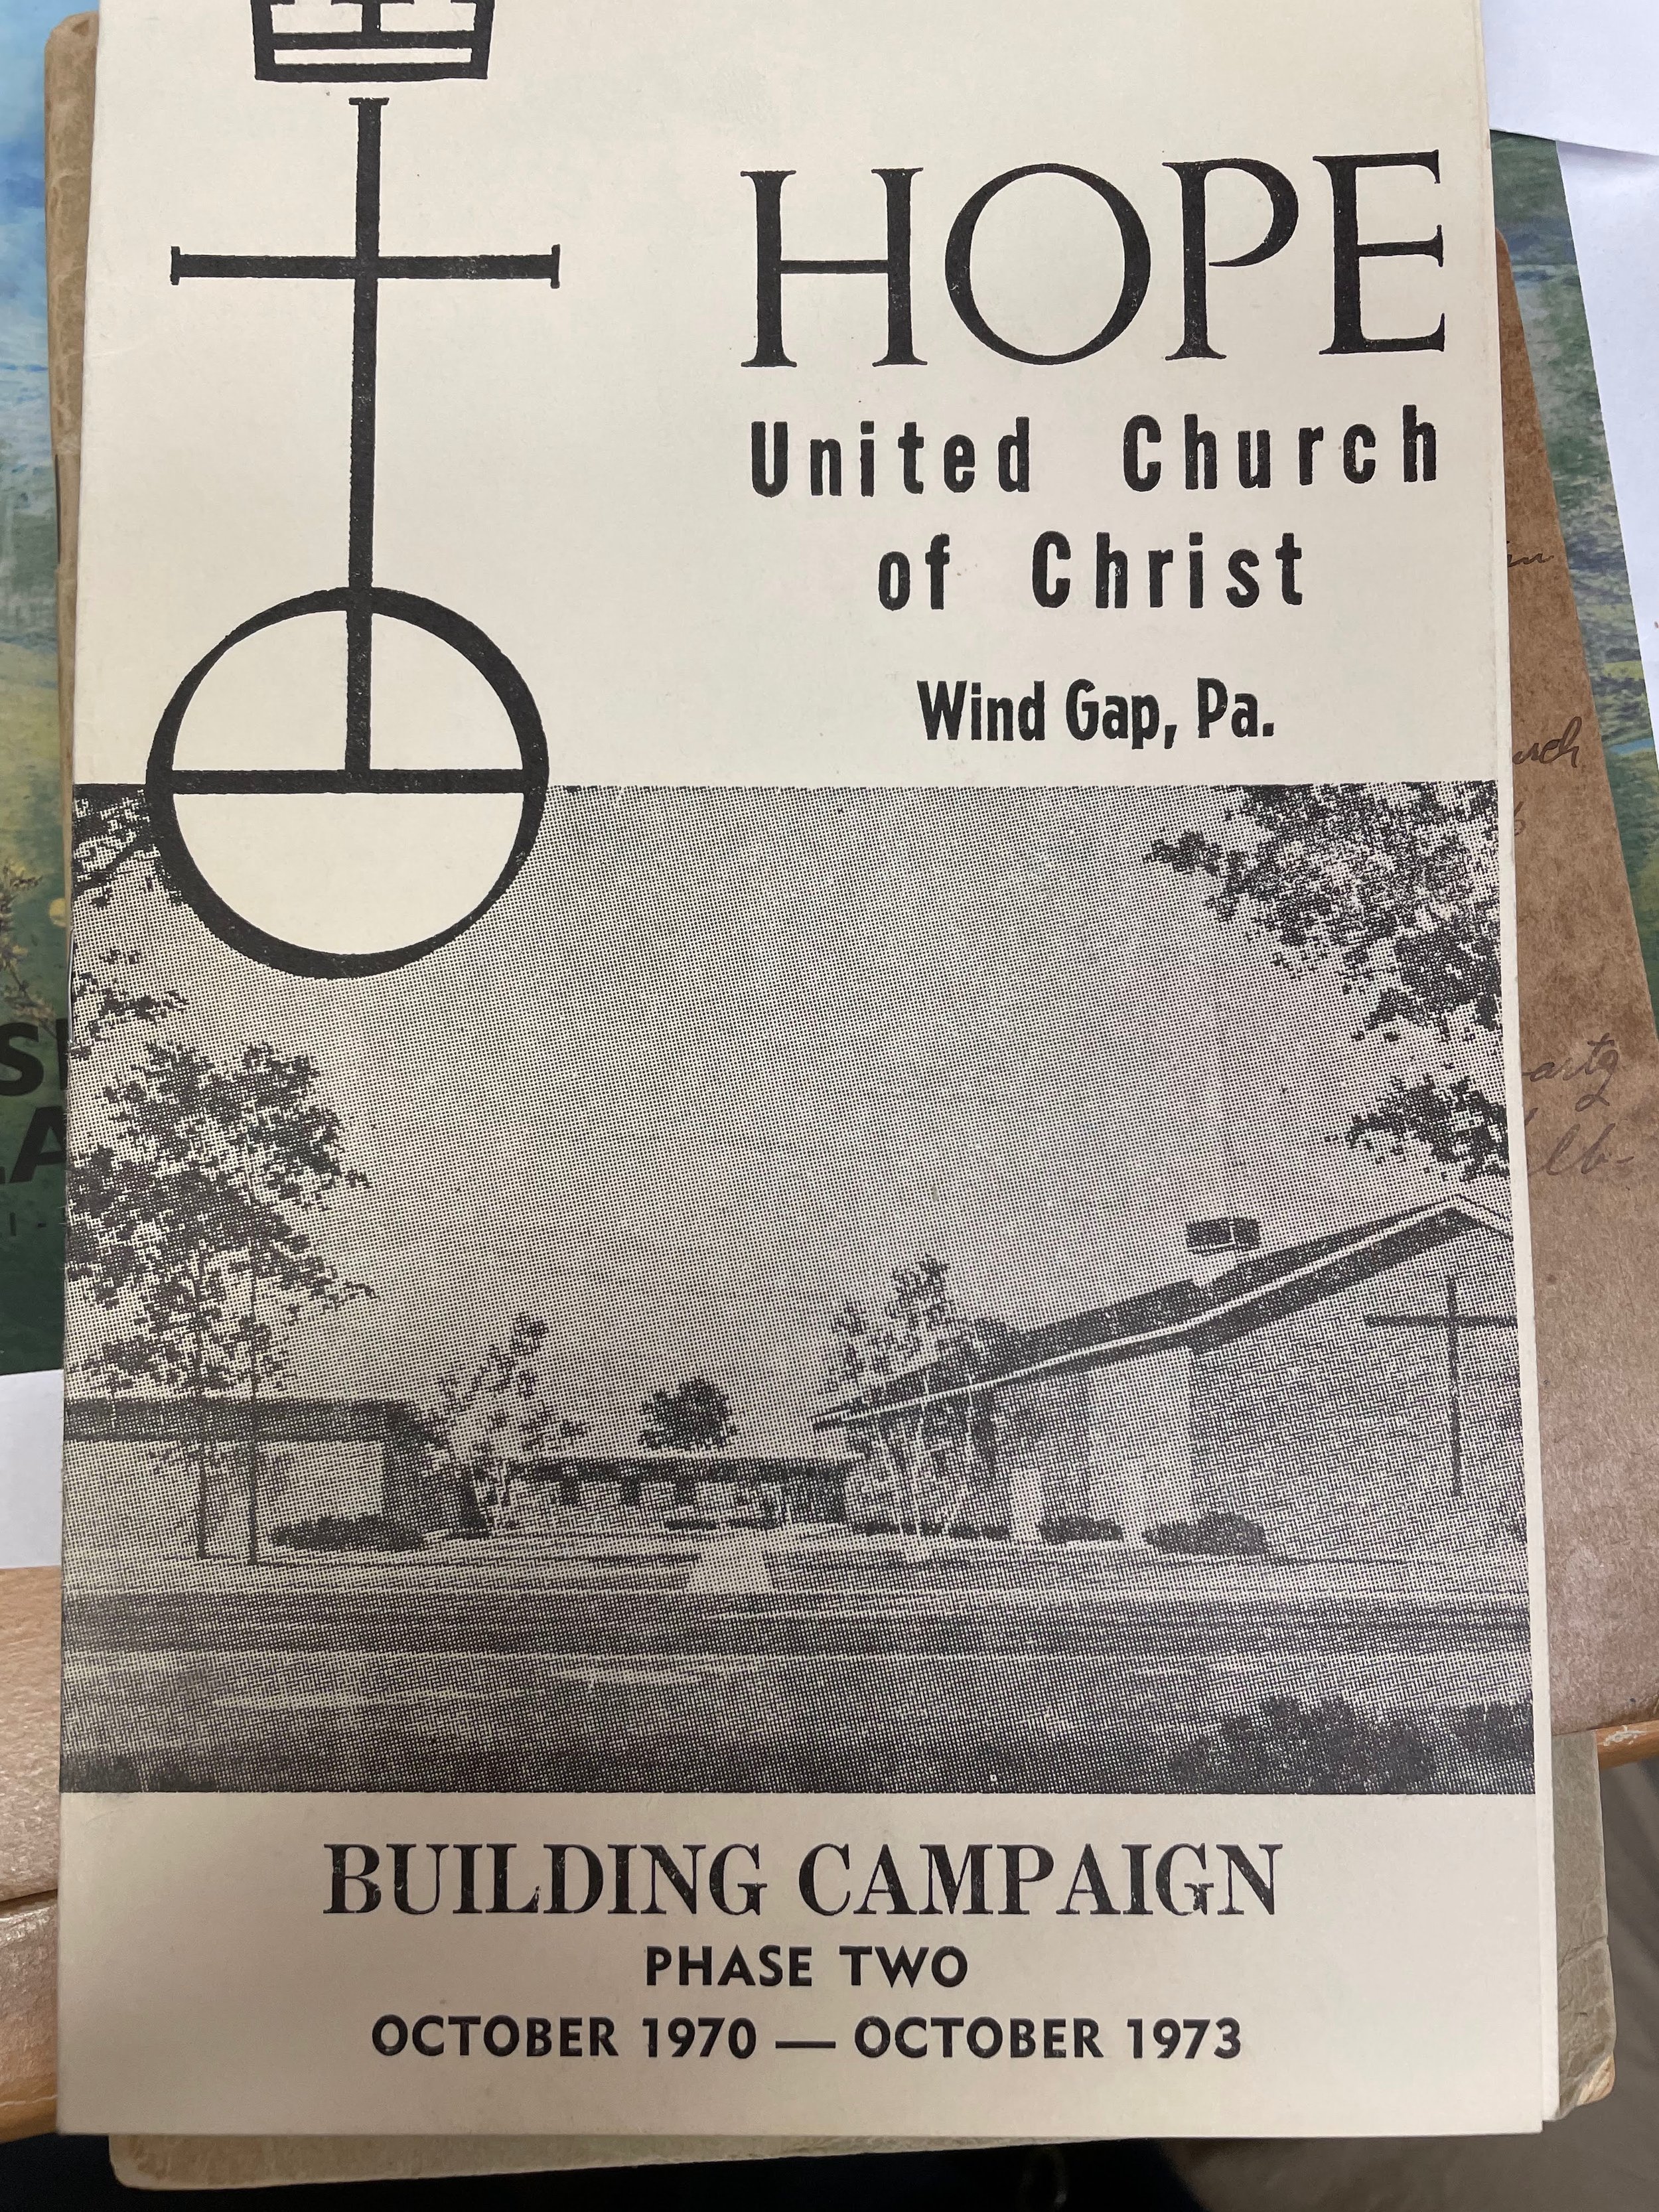 HOPE
United Church
of Christ
Wind Gap, Pa.
BUILDING CAMPAIGN
PHASE TWO
OCTOBER 1970 — OCTOBER 1973